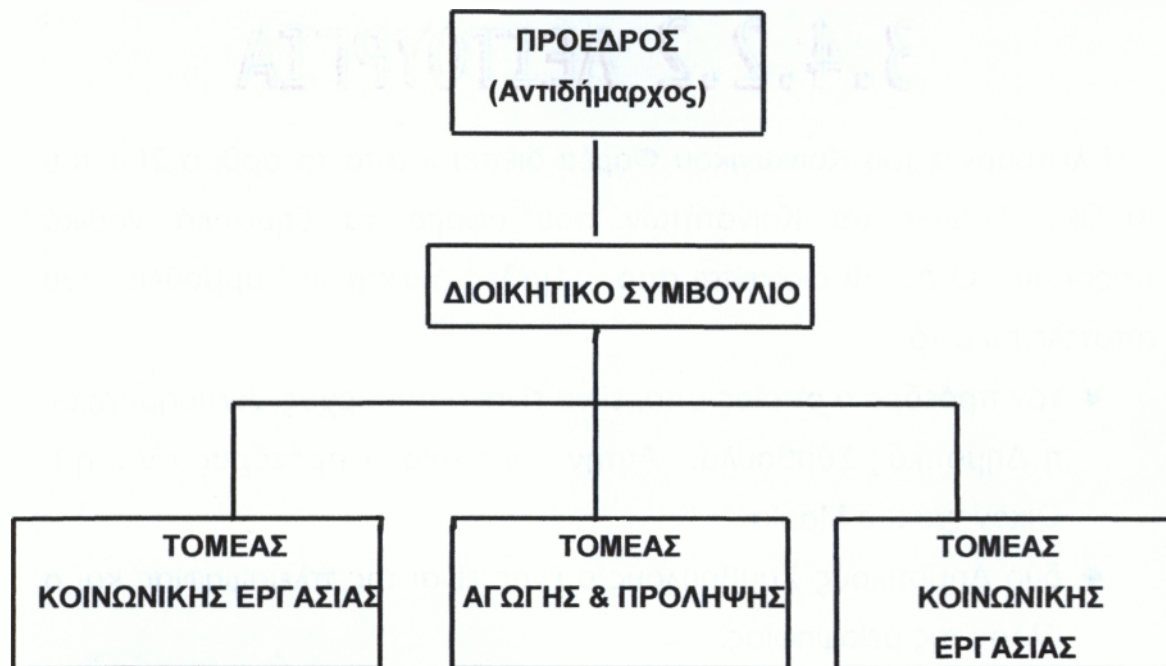 ΠΡΟΕΔΡΟΣ
(Αντιδήμαρχος)
ΔΙΟΙΚΗΤΙΚΟ ΣΥΜΒΟΥΛΙΟ
ΤΟΜΕΑΣ
ΚΟΙΝΩΝΙΚΗΣ ΕΡΓΑΣΙΑΣ
ΤΟΜΕΑΣ
ΑΓΩΓΗΣ & ΠΡΟΛΗΨΗΣ
ΤΟΜΕΑΣ
ΚΟΙΝΩΝΙΚΗΣ
ΕΡΓΑΣΙΑΣ